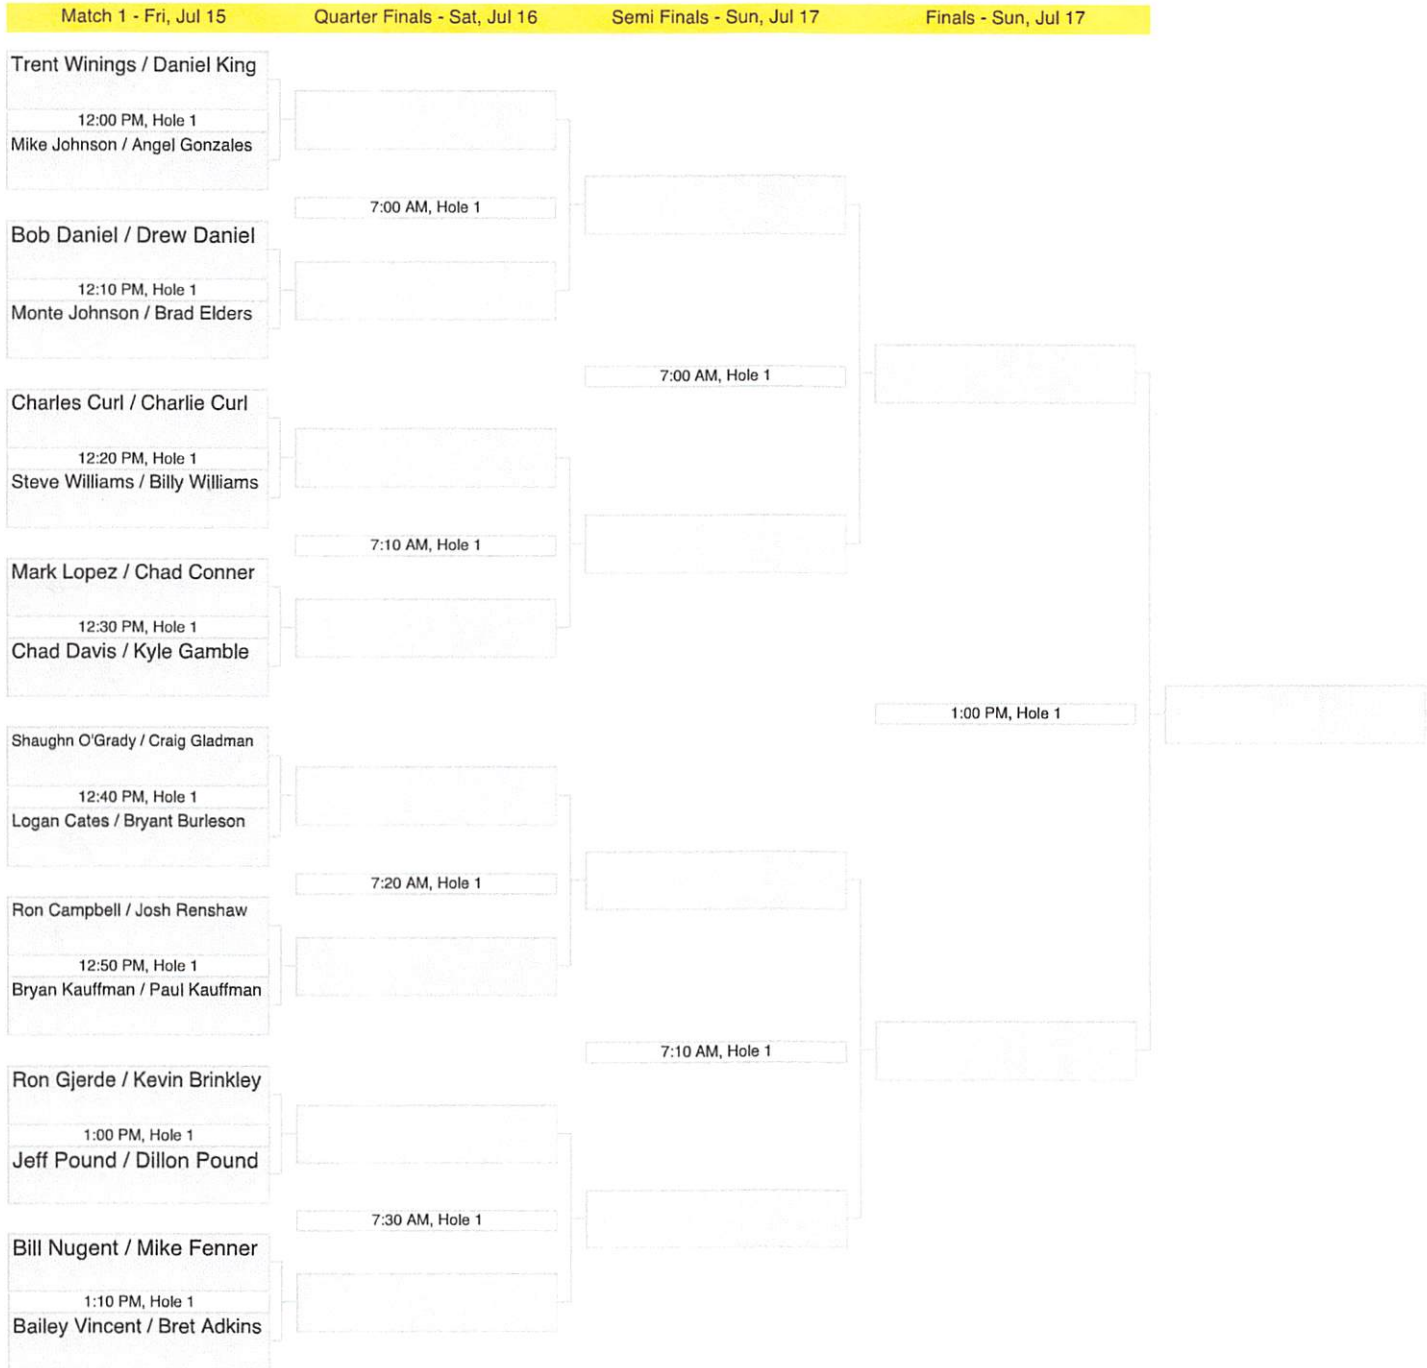 Match 1 - Fri, Jul 15
Quarter Finals - Sat, Jul 16
Semi Finals - Sun, Jul 17
Finals - Sun, Jul 17
Trent Winings / Daniel King
12:00 PM, Hole 1
Mike Johnson / Angel Gonzales
7:00 AM, Hole 1
Bob Daniel / Drew Daniel
12:10 PM, Hole 1
Monte Johnson / Brad Elders
7:00 AM, Hole 1
Charles Curl / Charlie Curl
12:20 PM, Hole 1
Steve Williams / Billy Williams
7:10 AM, Hole 1
Mark Lopez / Chad Conner
12:30 PM, Hole 1
Chad Davis / Kyle Gamble
1:00 PM, Hole 1
Shaughn O'Grady / Craig Gladman
12:40 PM, Hole 1
Logan Cates / Bryant Burleson
7:20 AM, Hole 1
Ron Campbell / Josh Renshaw
12:50 PM, Hole 1
Bryan Kauffman / Paul Kauffman
7:10 AM, Hole 1
Ron Gjerde / Kevin Brinkley
1:00 PM, Hole 1
Jeff Pound / Dillon Pound
7:30 AM, Hole 1
Bill Nugent / Mike Fenner
1:10 PM, Hole 1
Bailey Vincent / Bret Adkins